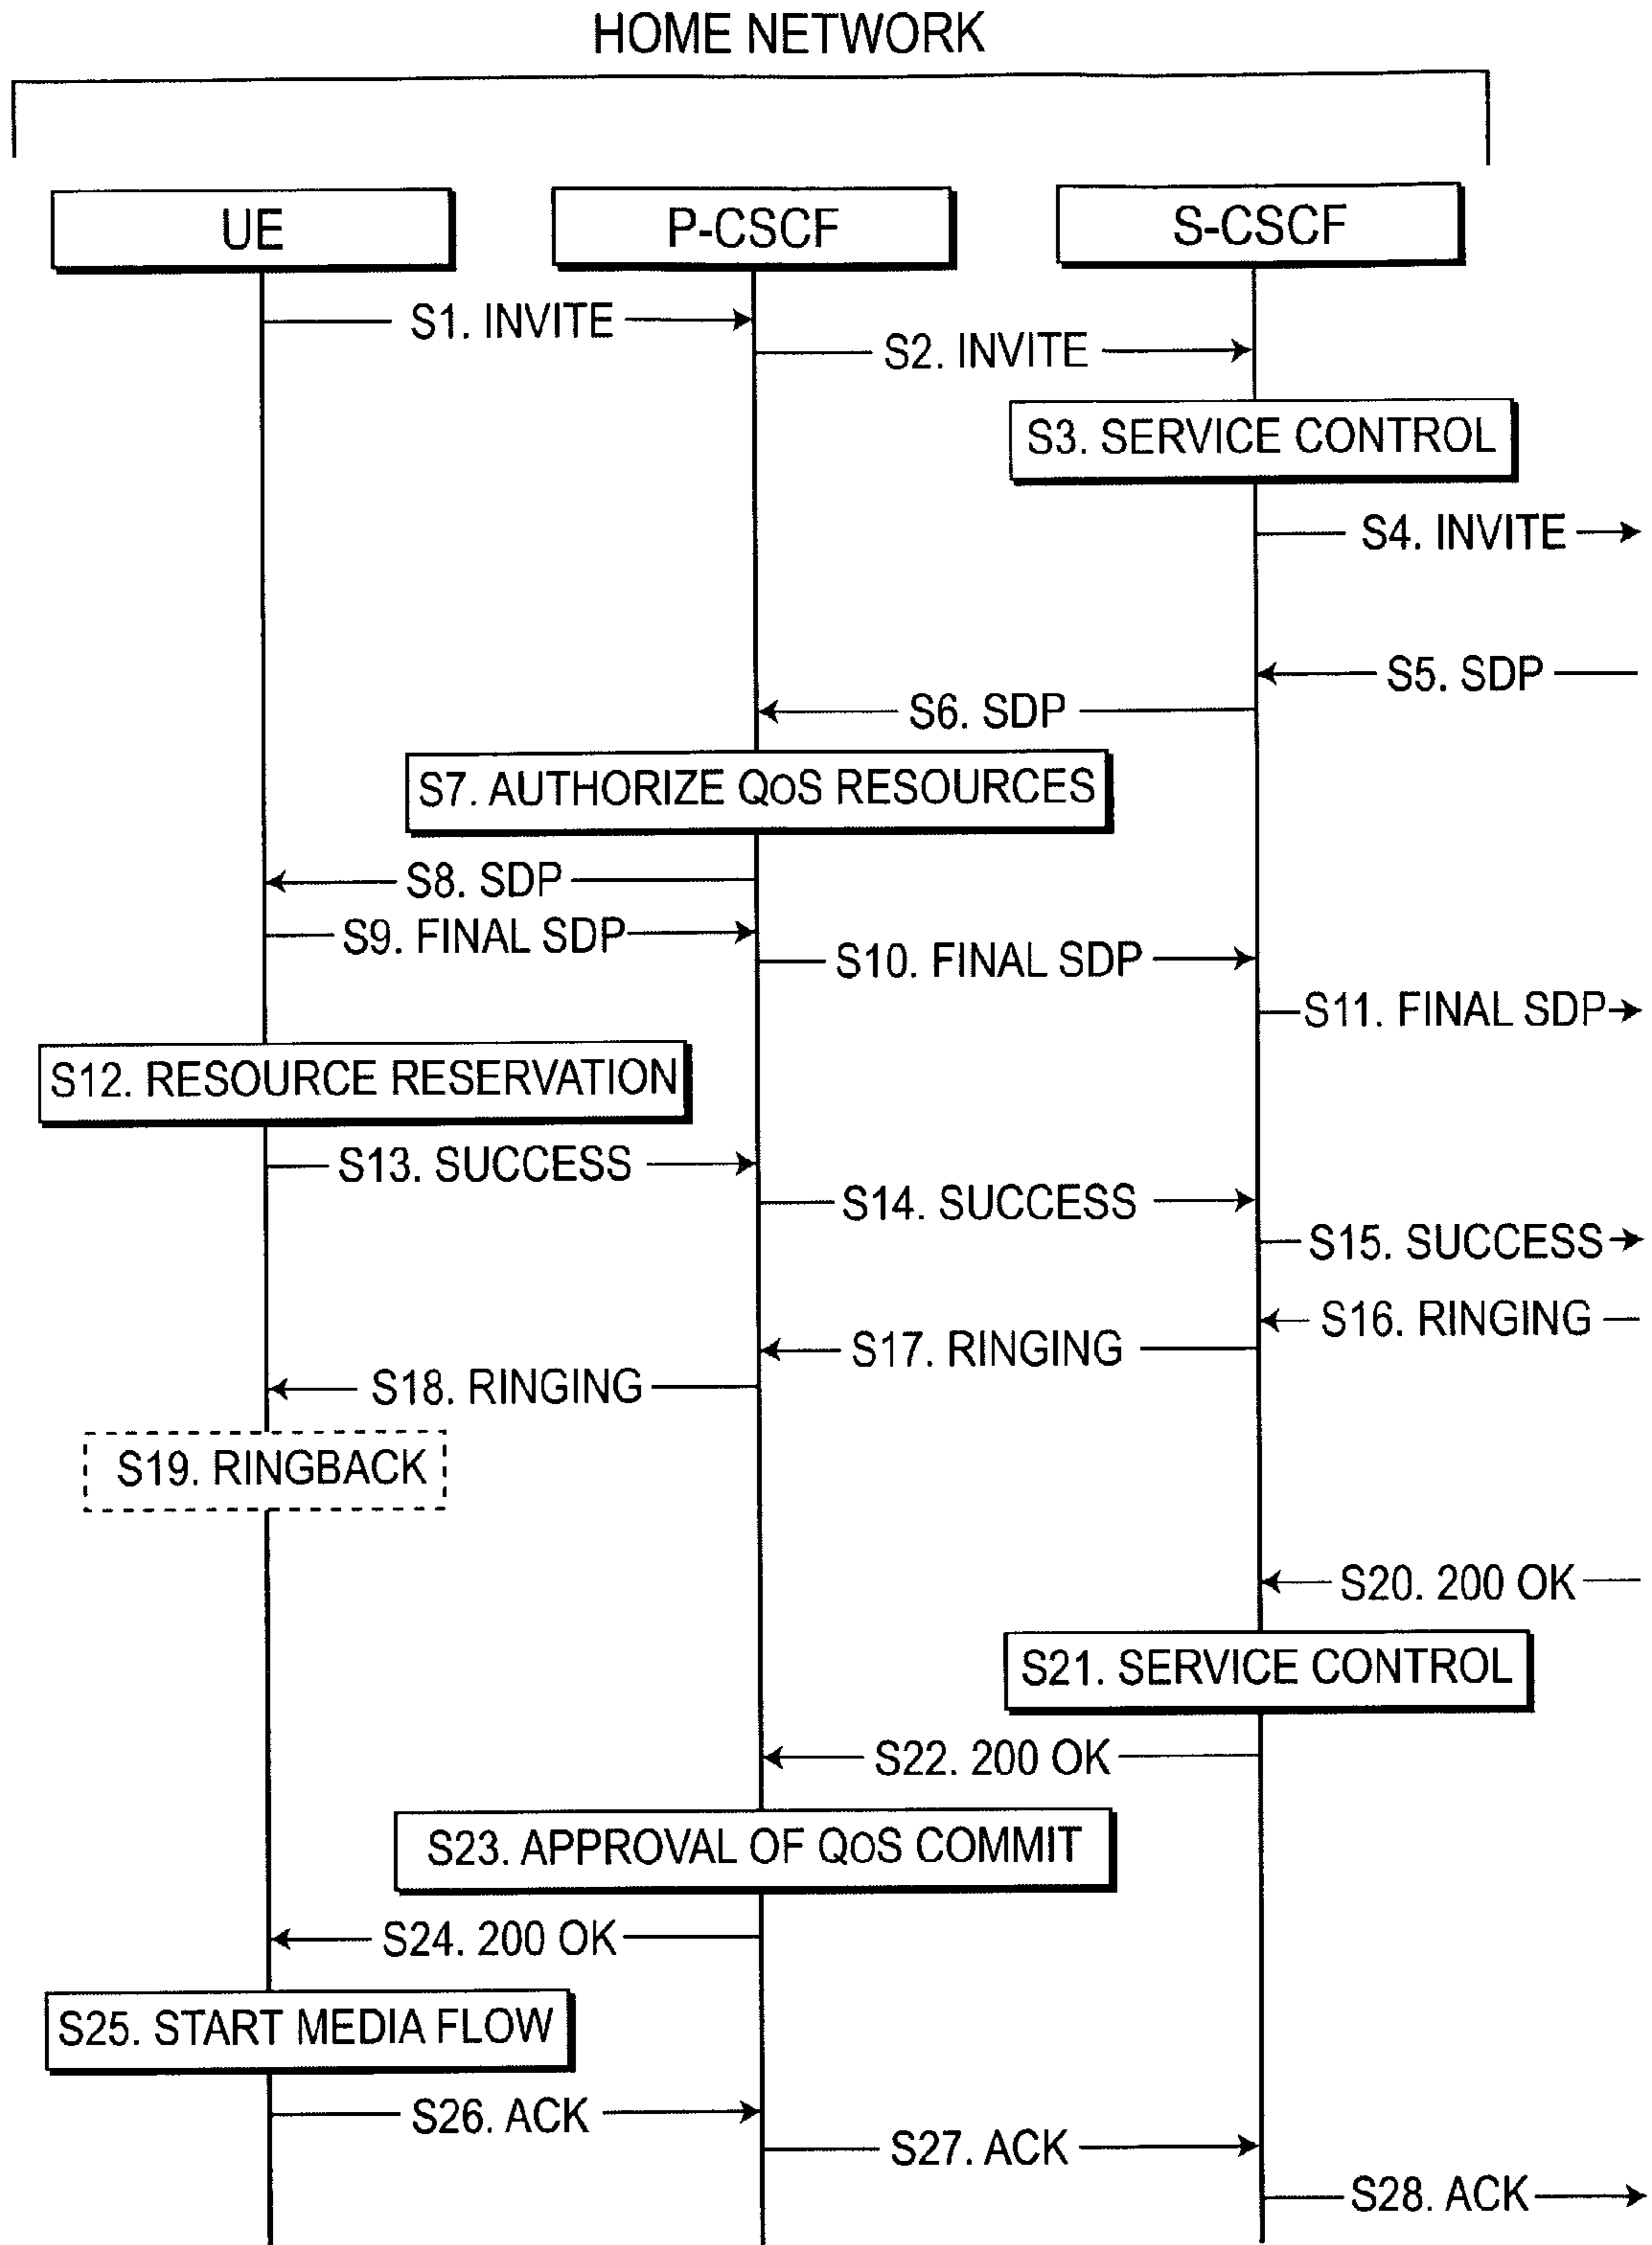 HOME NETWORK
UE
P-CSCF
S-CSCF
S1. INVITE
S2. INVITE
S3. SERVICE CONTROL
S4. INVITE
S5. SDP
S6. SDP
S7. AUTHORIZE QoS RESOURCES
S8. SDP
S9. FINAL SDP
S10. FINAL SDP
S11. FINAL SDP
S12. RESOURCE RESERVATION
S13. SUCCESS
S14. SUCCESS
S15. SUCCESS
S16. RINGING
S17. RINGING
S18. RINGING
S19. RINGBACK
S20. 200 OK
S21. SERVICE CONTROL
S22. 200 OK
S23. APPROVAL OF QoS COMMIT
S24. 200 OK
S25. START MEDIA FLOW
S26. ACK
S27. ACK
S28. ACK